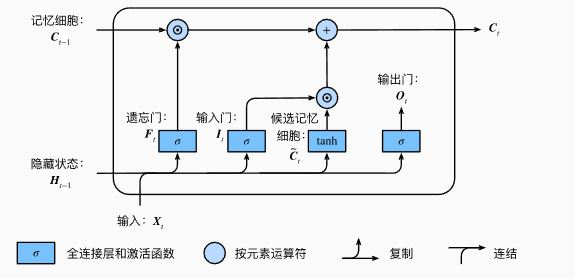 记忆细胞:
C_{t-1}
⊙
+
C_t
⊙
输出门:
O_t
遗忘门:
F_t
输入门:
I_t
候选记忆
细胞:
C̃_t
σ
σ
tanh
σ
隐藏状态:
H_{t-1}
输入: X_t
σ 全连接层和激活函数 按元素运算符 复制 连结